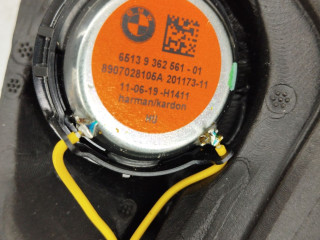 6513 9 362 561 - 01
8907028106A 201173-11
11-06-19 -H1411
harman/kardon